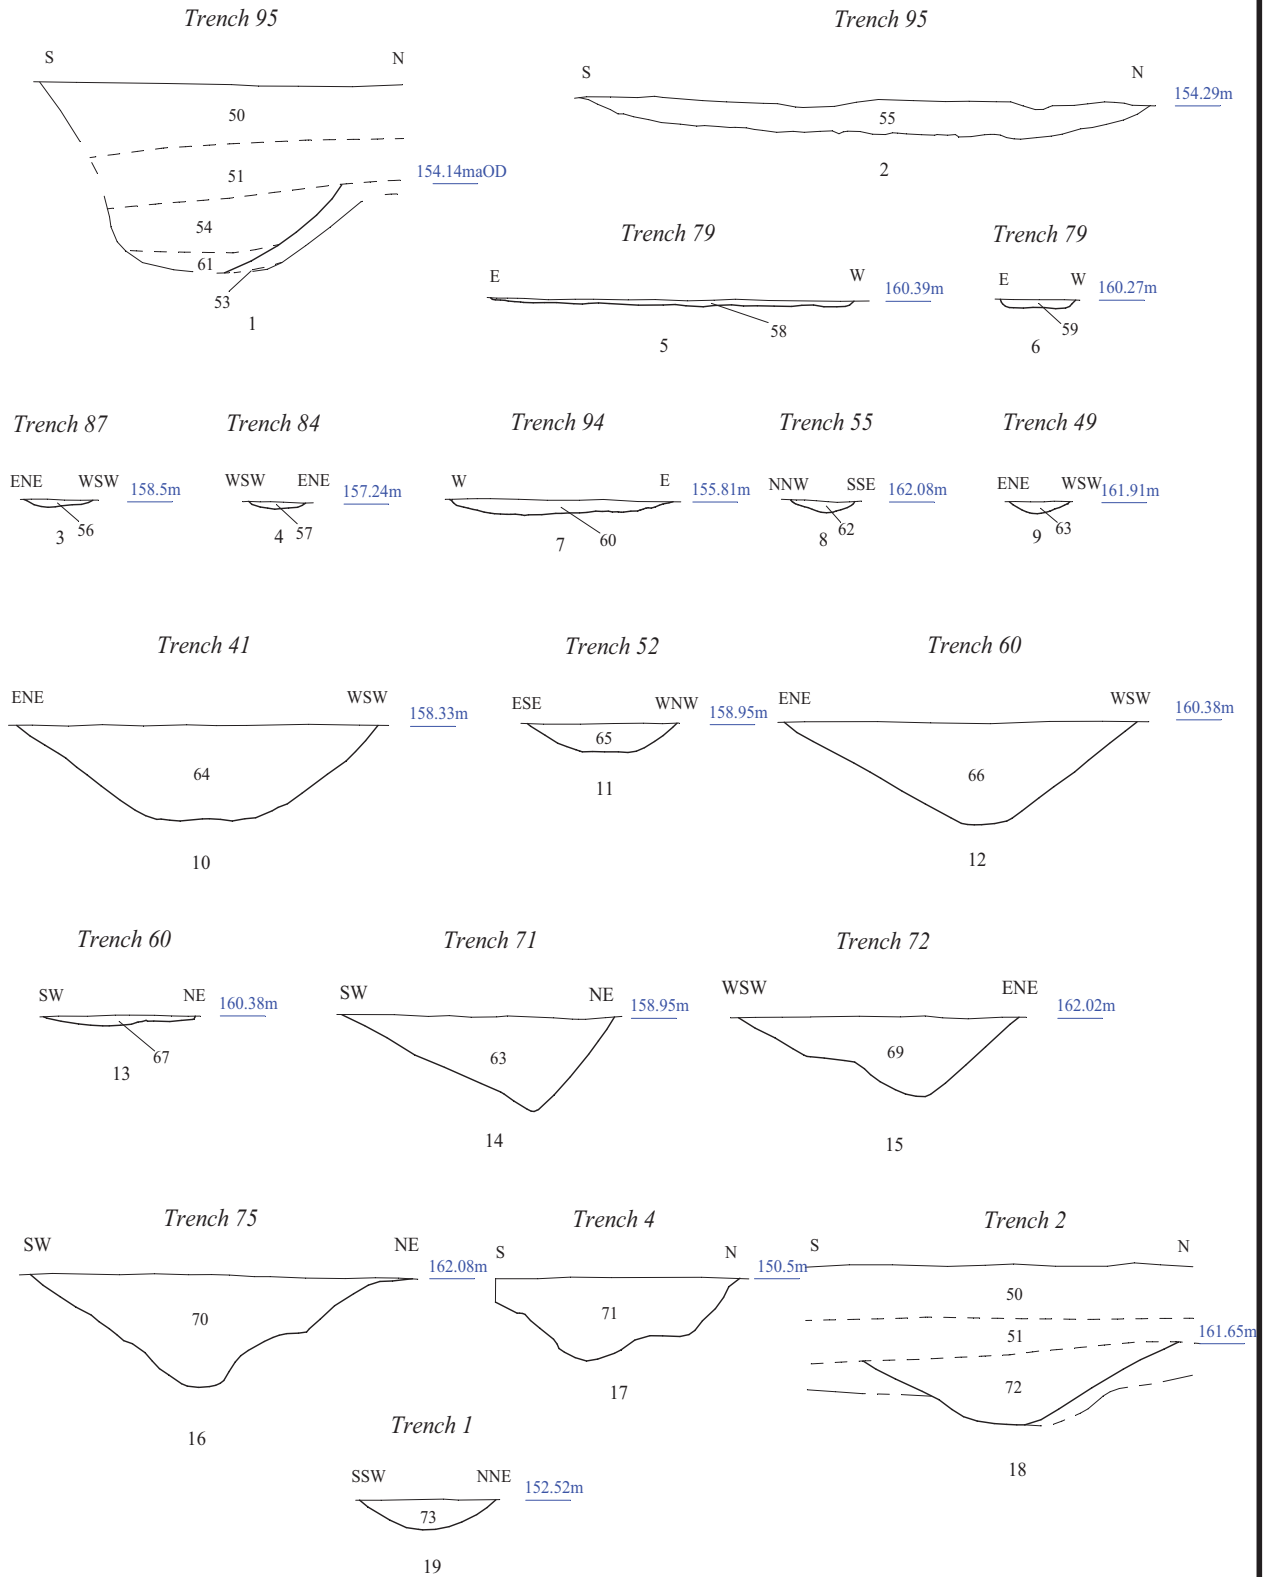 Trench 95
S N
50
51
154.14maOD
54
61
53
1
Trench 95
S N
154.29m
55
2
Trench 79
E W
160.39m
58
5
Trench 79
E W
160.27m
59
6
Trench 87
ENE WSW
158.5m
56
3
Trench 84
WSW ENE
157.24m
57
4
Trench 94
W E
155.81m
60
7
Trench 55
NNW SSE
162.08m
62
8
Trench 49
ENE WSW
161.91m
63
9
Trench 41
ENE WSW
158.33m
64
10
Trench 52
ESE WNW
158.95m
65
11
Trench 60
ENE WSW
160.38m
66
12
Trench 60
SW NE
160.38m
67
13
Trench 71
SW NE
158.95m
63
14
Trench 72
WSW ENE
162.02m
69
15
Trench 75
SW NE
162.08m
70
16
Trench 4
S N
150.5m
71
17
Trench 2
S N
50
51
161.65m
72
18
Trench 1
SSW NNE
152.52m
73
19